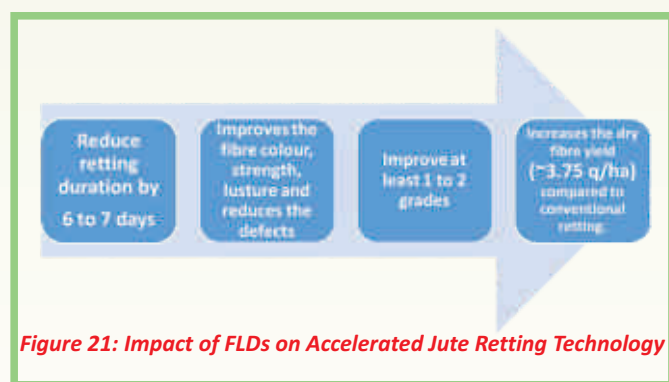 Reduce
retting
duration by
6 to 7 days
Improves the
fibre colour,
strength,
lusture and
reduces the
defects
Improve at
least 1 to 2
grades
Increases the dry
fibre yield
(~3.75 q/ha)
compared to
conventional
retting.
Figure 21: Impact of FLDs on Accelerated Jute Retting Technology